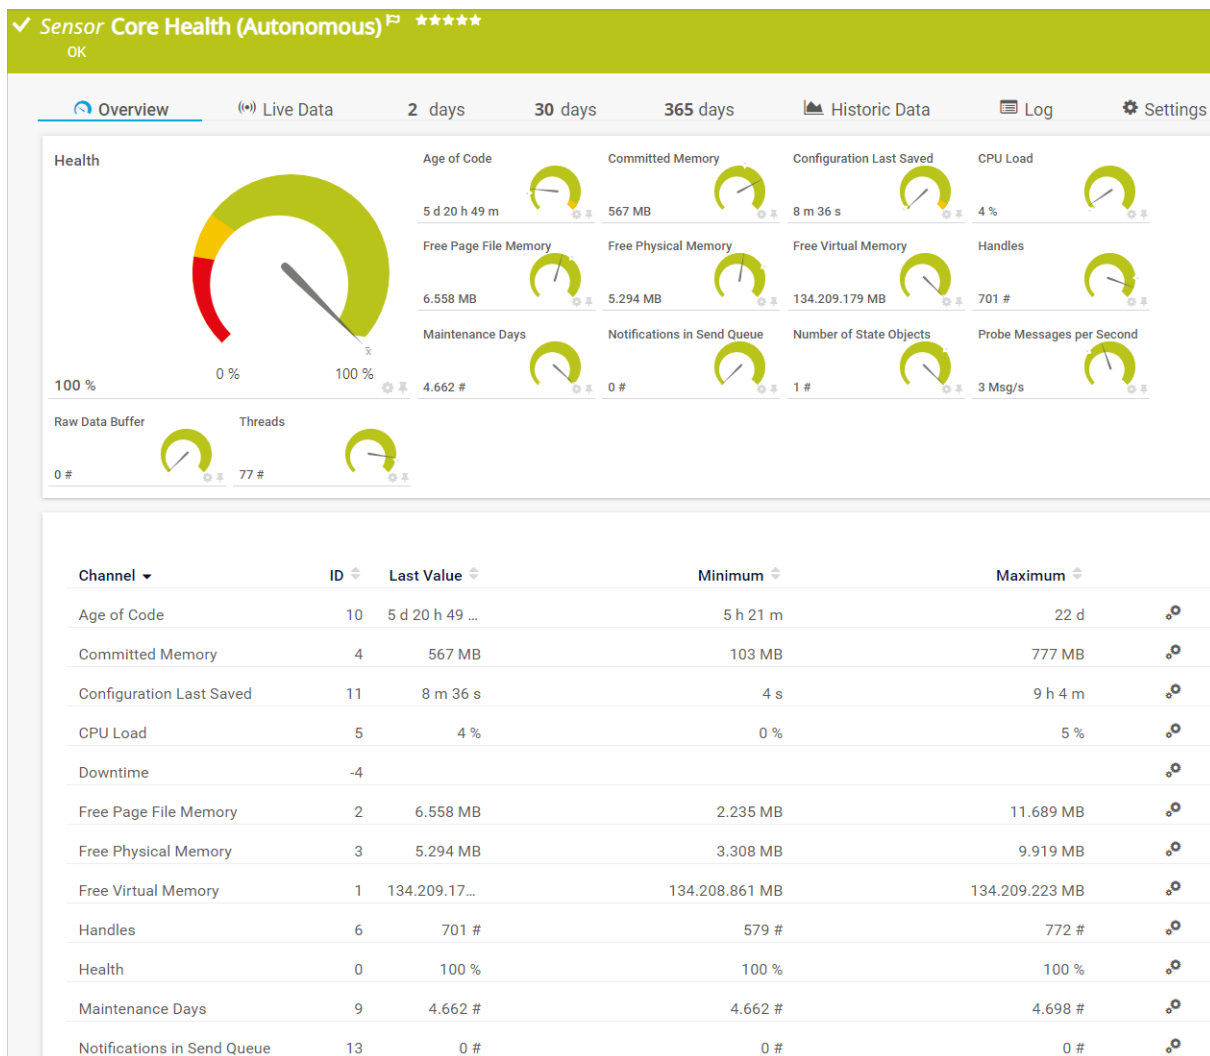 Sensor Core Health (Autonomous)
OK
Overview Live Data 2 days 30 days 365 days Historic Data Log Settings
Health
100 %
0 %
100 %
x̄
Age of Code
5 d 20 h 49 m
Committed Memory
567 MB
Configuration Last Saved
8 m 36 s
CPU Load
4 %
Free Page File Memory
6.558 MB
Free Physical Memory
5.294 MB
Free Virtual Memory
134.209.179 MB
Handles
701 #
Maintenance Days
4.662 #
Notifications in Send Queue
0 #
Number of State Objects
1 #
Probe Messages per Second
3 Msg/s
Raw Data Buffer
0 #
Threads
77 #
Channel ID Last Value Minimum Maximum
Age of Code 10 5 d 20 h 49 ... 5 h 21 m 22 d
Committed Memory 4 567 MB 103 MB 777 MB
Configuration Last Saved 11 8 m 36 s 4 s 9 h 4 m
CPU Load 5 4 % 0 % 5 %
Downtime -4
Free Page File Memory 2 6.558 MB 2.235 MB 11.689 MB
Free Physical Memory 3 5.294 MB 3.308 MB 9.919 MB
Free Virtual Memory 1 134.209.17... 134.208.861 MB 134.209.223 MB
Handles 6 701 # 579 # 772 #
Health 0 100 % 100 % 100 %
Maintenance Days 9 4.662 # 4.662 # 4.698 #
Notifications in Send Queue 13 0 # 0 # 0 #